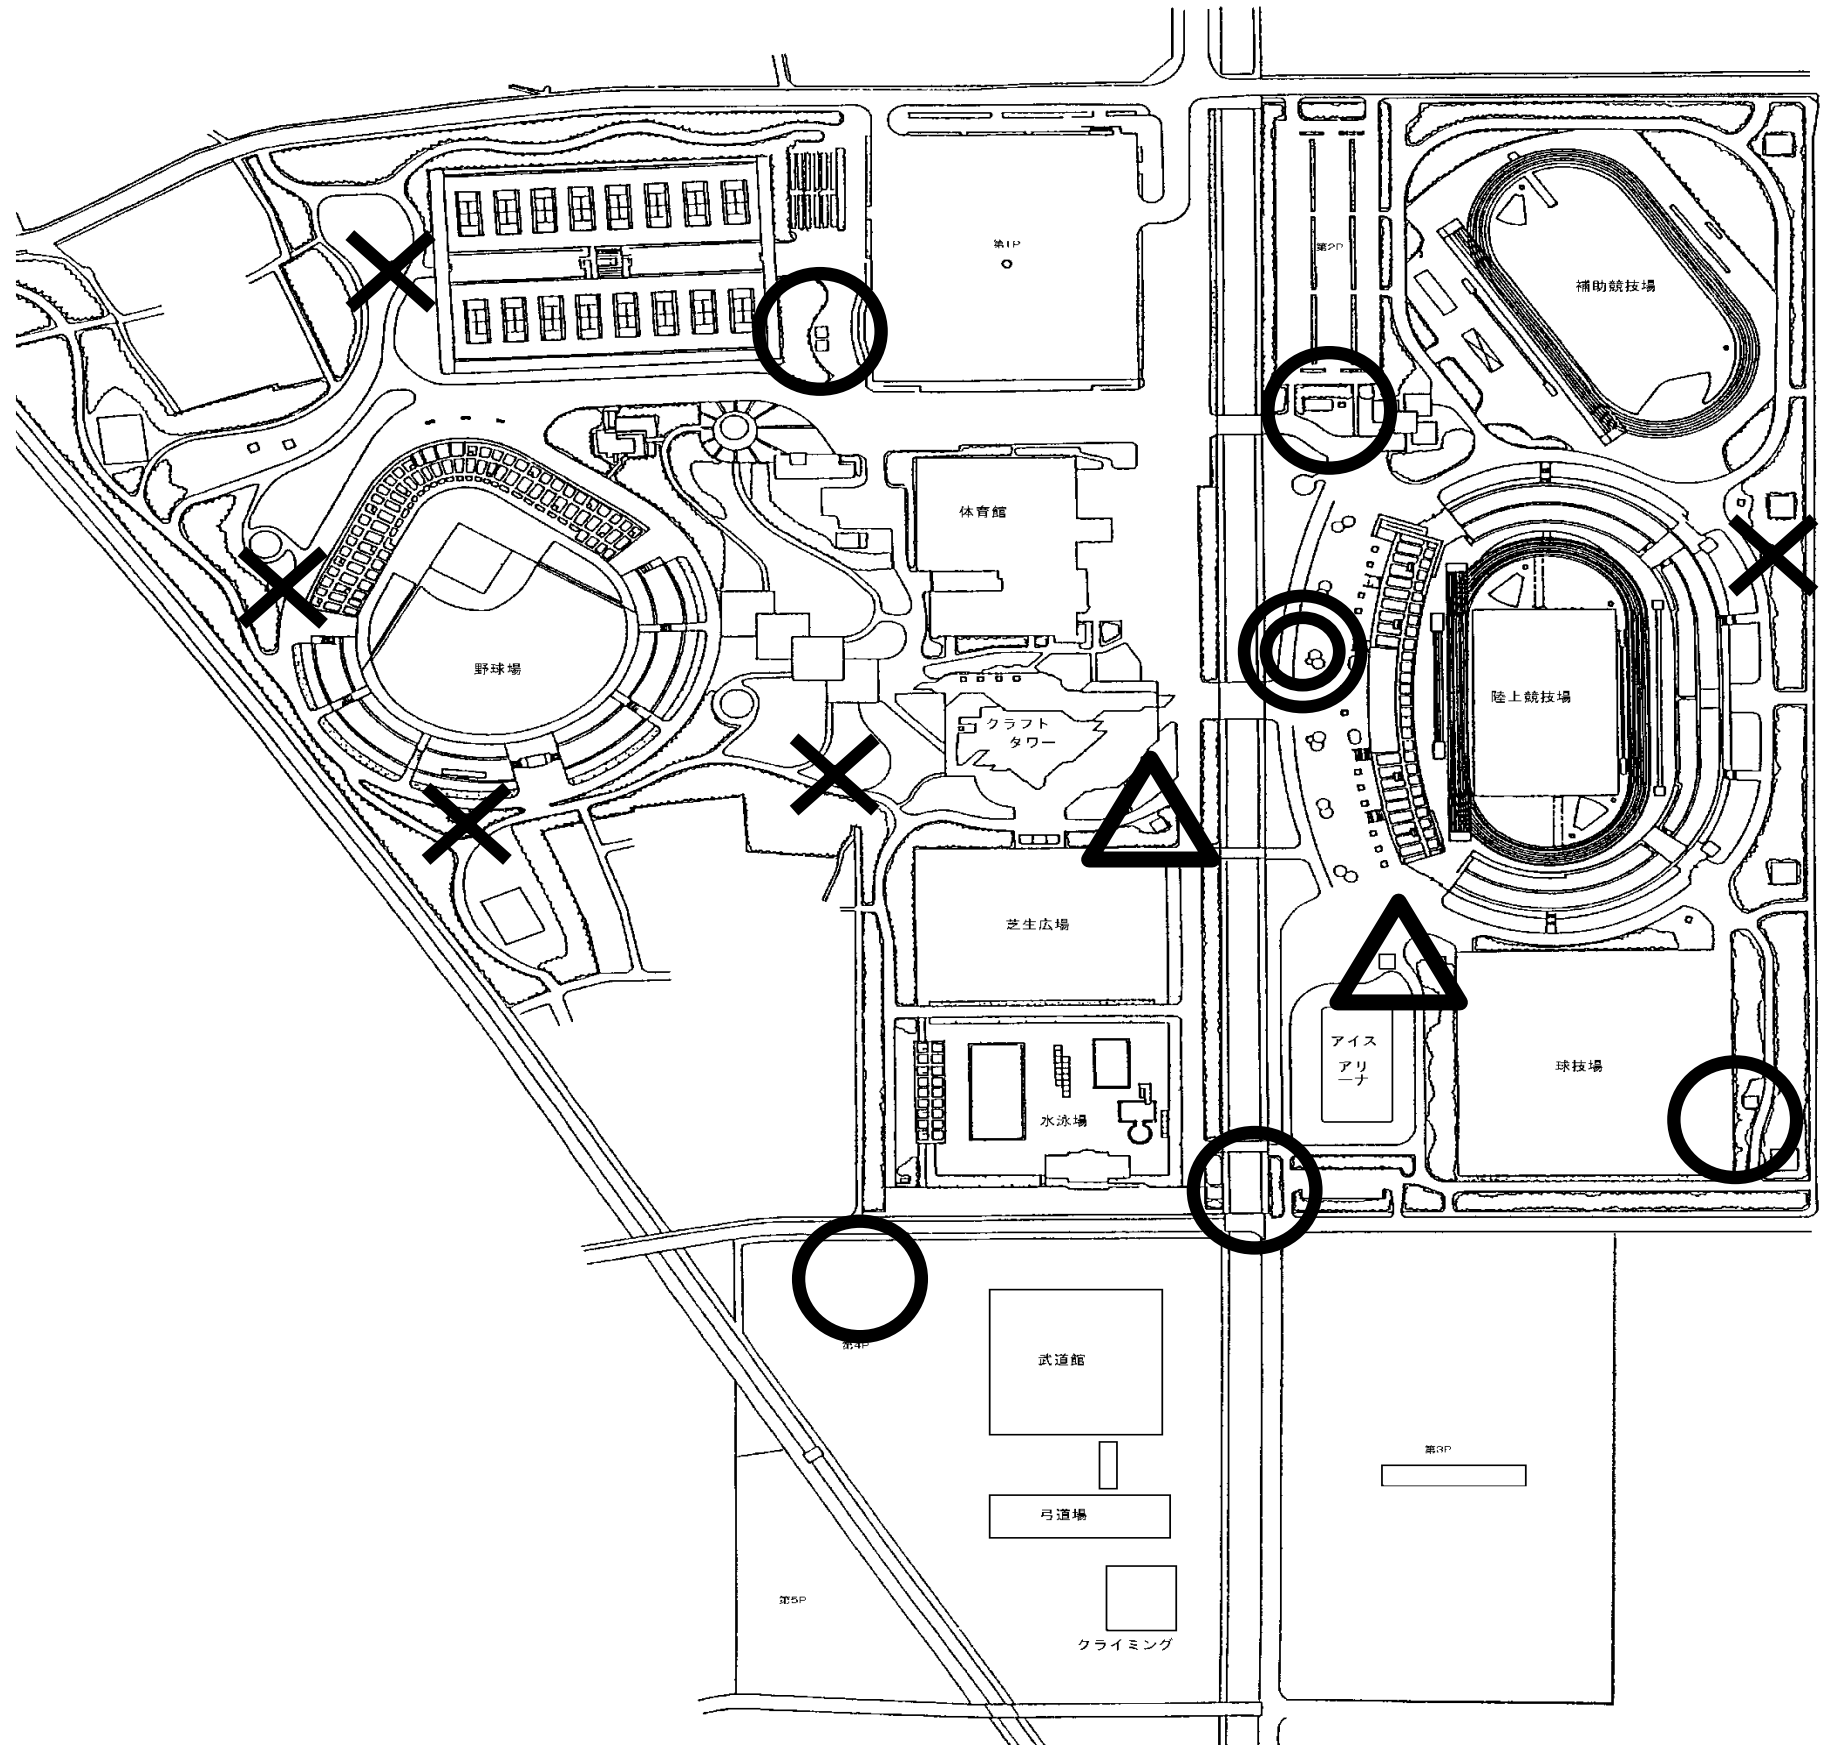 第1P
第2P
補助競技場
体育館
野球場
陸上競技場
クラフト
タワー
芝生広場
アイス
アリ
ーナ
球技場
水泳場
第4P
武道館
第3P
弓道場
第5P
クライミング